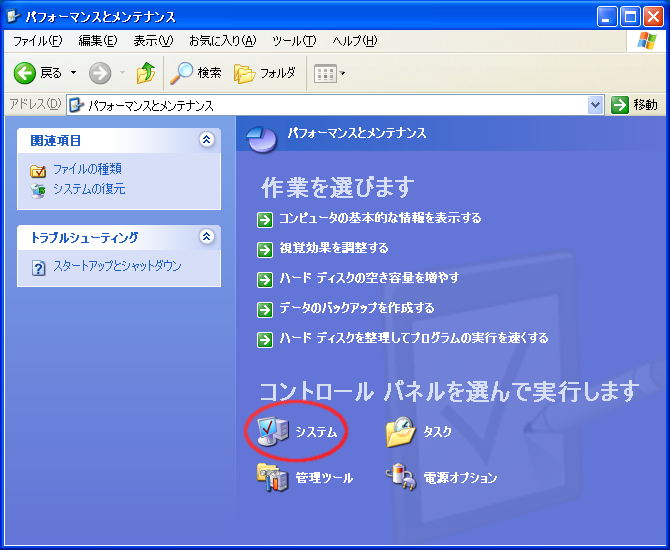 パフォーマンスとメンテナンス
ファイル(F) 編集(E) 表示(V) お気に入り(A) ツール(T) ヘルプ(H)
戻る 検索 フォルダ
アドレス(D) パフォーマンスとメンテナンス 移動
関連項目
ファイルの種類
システムの復元
トラブルシューティング
スタートアップとシャットダウン
パフォーマンスとメンテナンス
作業を選びます
コンピュータの基本的な情報を表示する
視覚効果を調整する
ハード ディスクの空き容量を増やす
データのバックアップを作成する
ハード ディスクを整理してプログラムの実行を速くする
コントロール パネルを選んで実行します
システム タスク
管理ツール 電源オプション